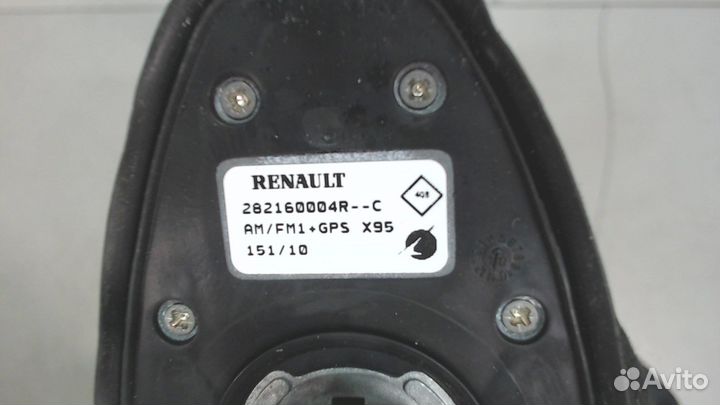 RENAULT
282160004R--C
408
AM/FM1+GPS X95
151/10
Avito